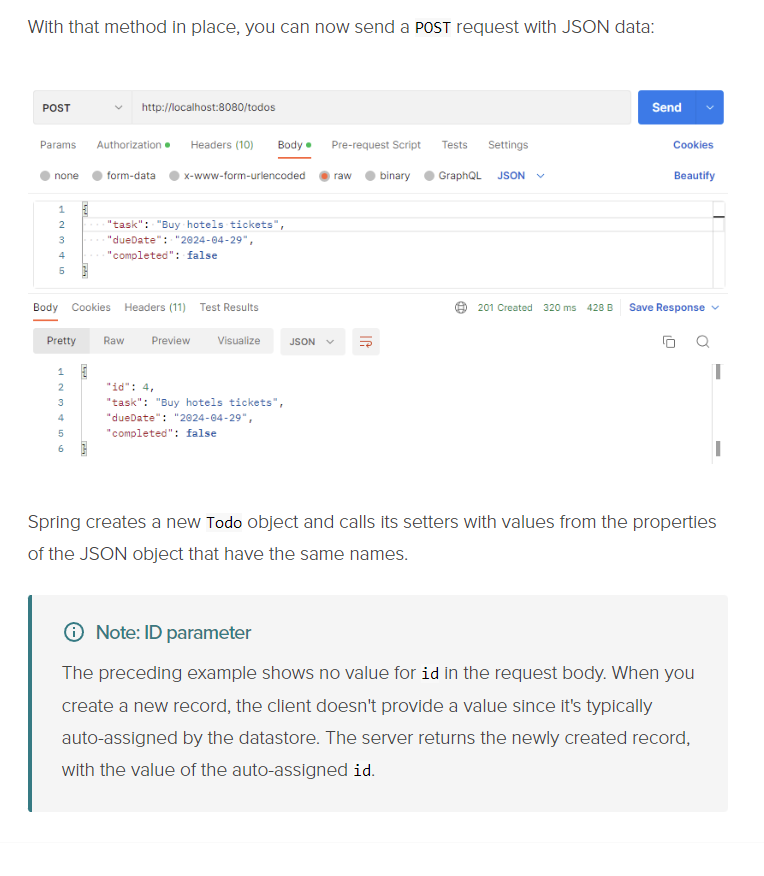 With that method in place, you can now send a POST request with JSON data:
POST http://localhost:8080/todos Send
Params Authorization Headers (10) Body Pre-request Script Tests Settings Cookies
none form-data x-www-form-urlencoded raw binary GraphQL JSON Beautify
1 {
2 "task": "Buy hotels tickets",
3 "dueDate": "2024-04-29",
4 "completed": false
5 }
Body Cookies Headers (11) Test Results 201 Created 320 ms 428 B Save Response
Pretty Raw Preview Visualize JSON
1 {
2 "id": 4,
3 "task": "Buy hotels tickets",
4 "dueDate": "2024-04-29",
5 "completed": false
6 }
Spring creates a new Todo object and calls its setters with values from the properties
of the JSON object that have the same names.
Note: ID parameter
The preceding example shows no value for id in the request body. When you
create a new record, the client doesn't provide a value since it's typically
auto-assigned by the datastore. The server returns the newly created record,
with the value of the auto-assigned id.